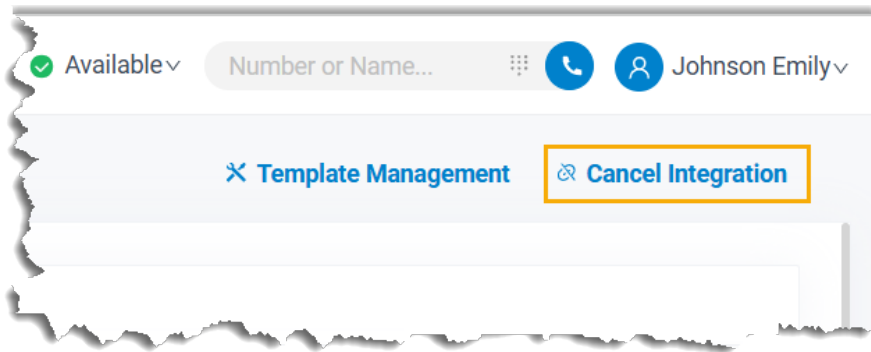 Available
Number or Name...
Johnson Emily
Template Management
Cancel Integration